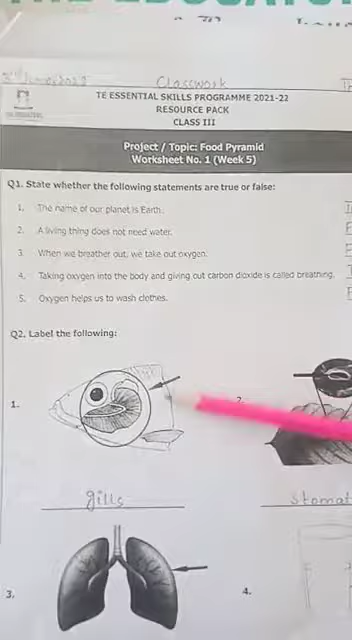 Classwork
TE ESSENTIAL SKILLS PROGRAMME 2021-22
RESOURCE PACK
CLASS III
Project / Topic: Food Pyramid
Worksheet No. 1 (Week 5)
Q1. State whether the following statements are true or false:
1. The name of our planet is Earth.
2. A living thing does not need water.
3. When we breather out, we take out oxygen.
4. Taking oxygen into the body and giving out carbon dioxide is called breathing.
5. Oxygen helps us to wash clothes.
Q2. Label the following:
1.
2.
gills
Stomat
3.
4.